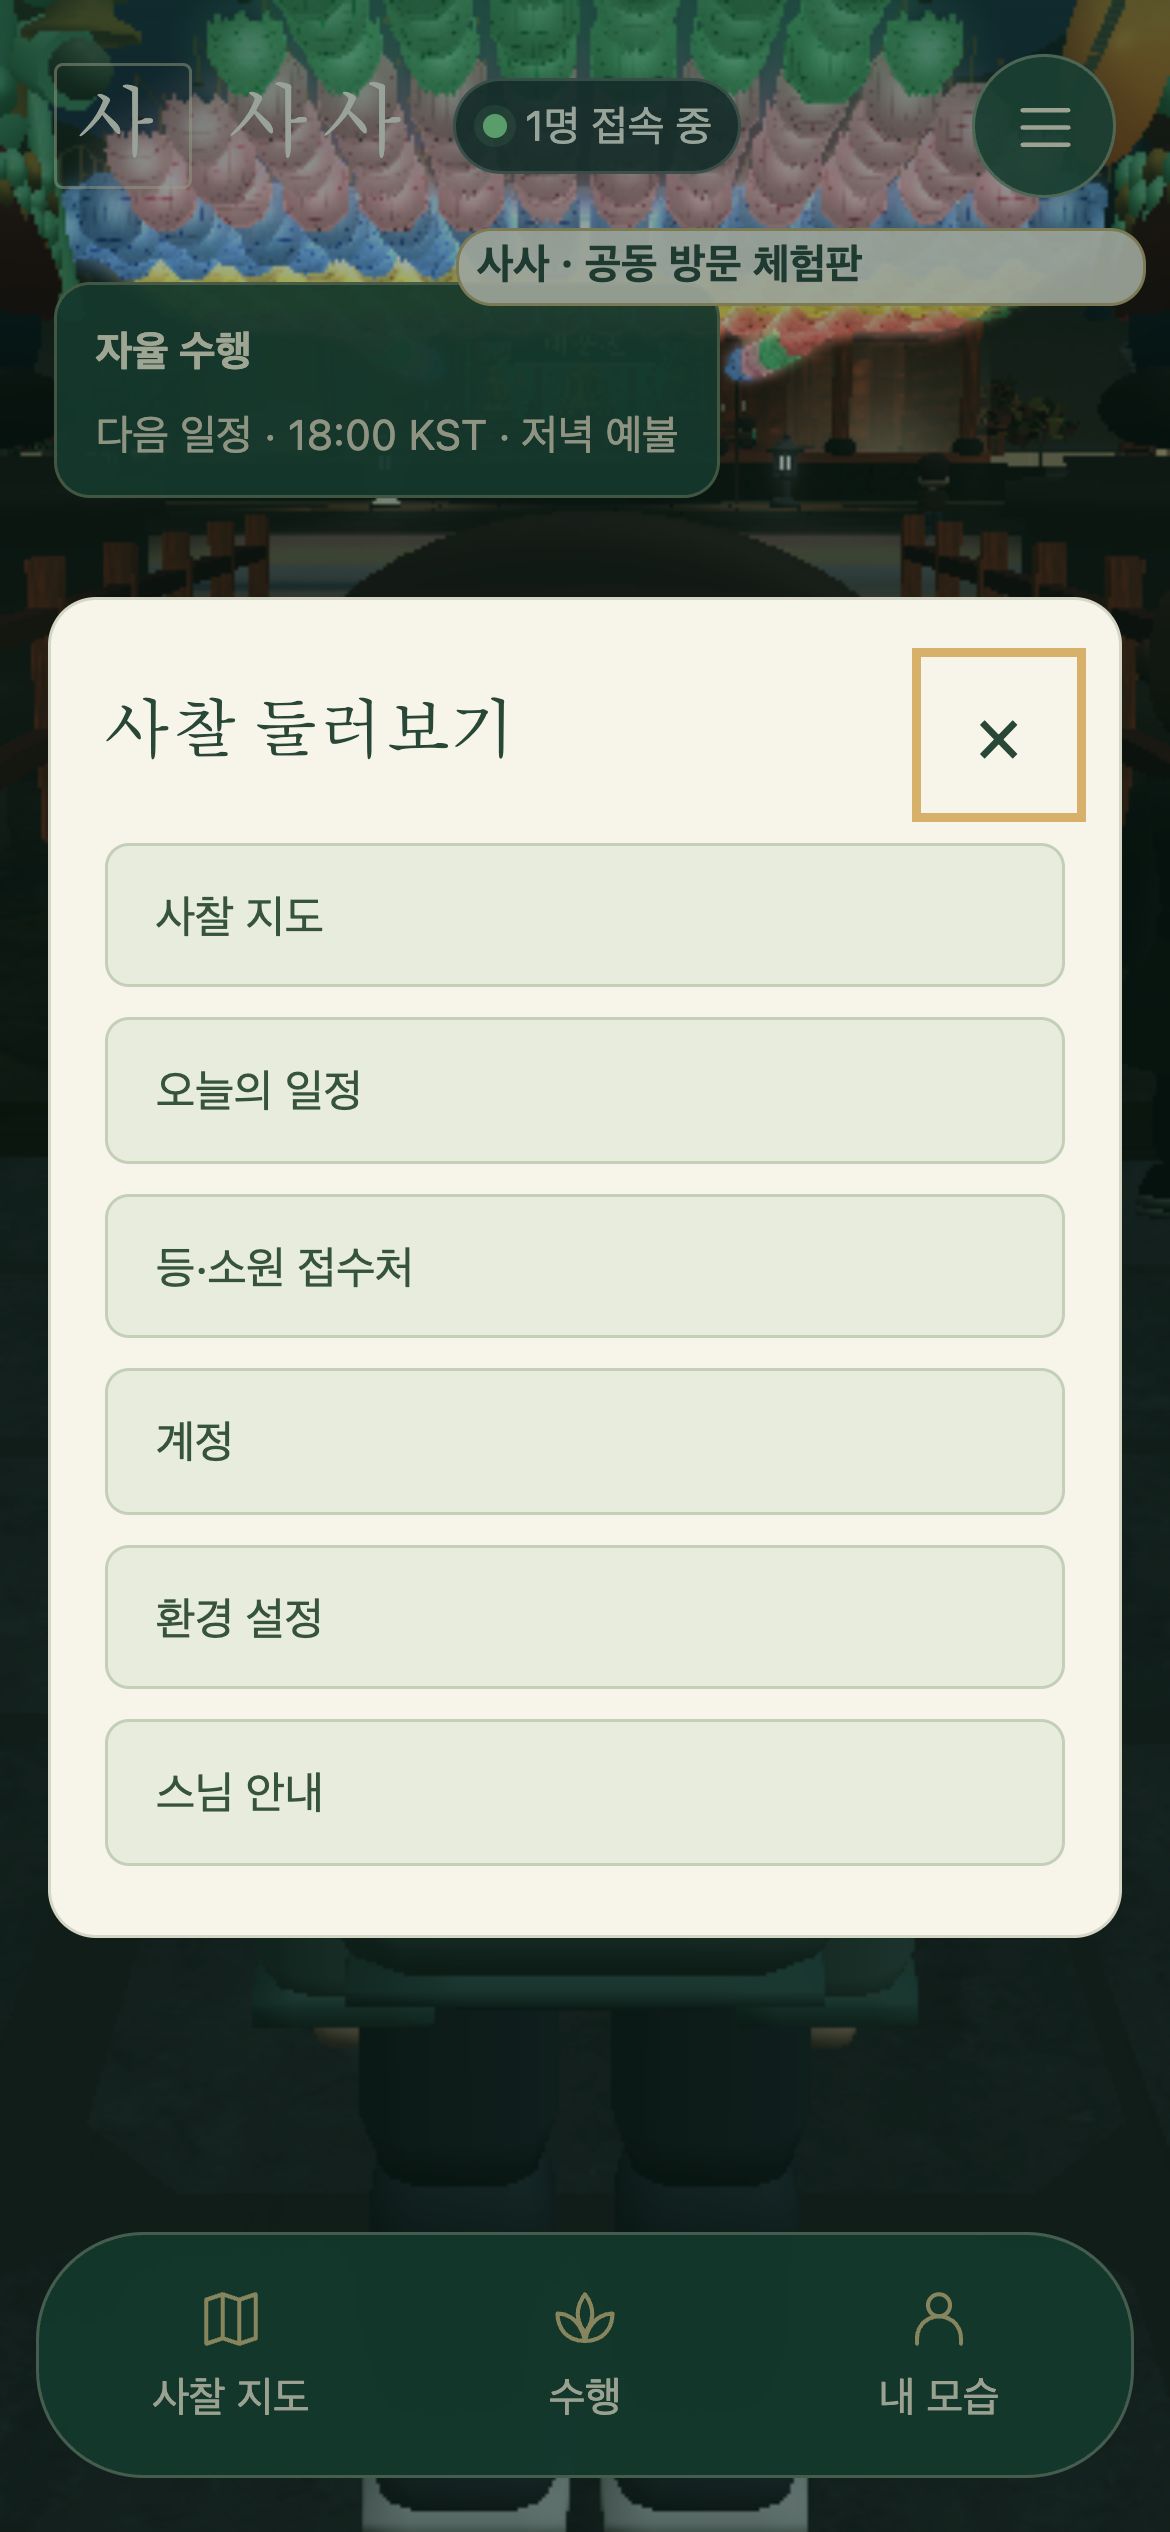 사 사사
1명 접속 중
사사 · 공동 방문 체험판
자율 수행
다음 일정 · 18:00 KST · 저녁 예불
사찰 둘러보기
×
사찰 지도
오늘의 일정
등·소원 접수처
계정
환경 설정
스님 안내
사찰 지도
수행
내 모습